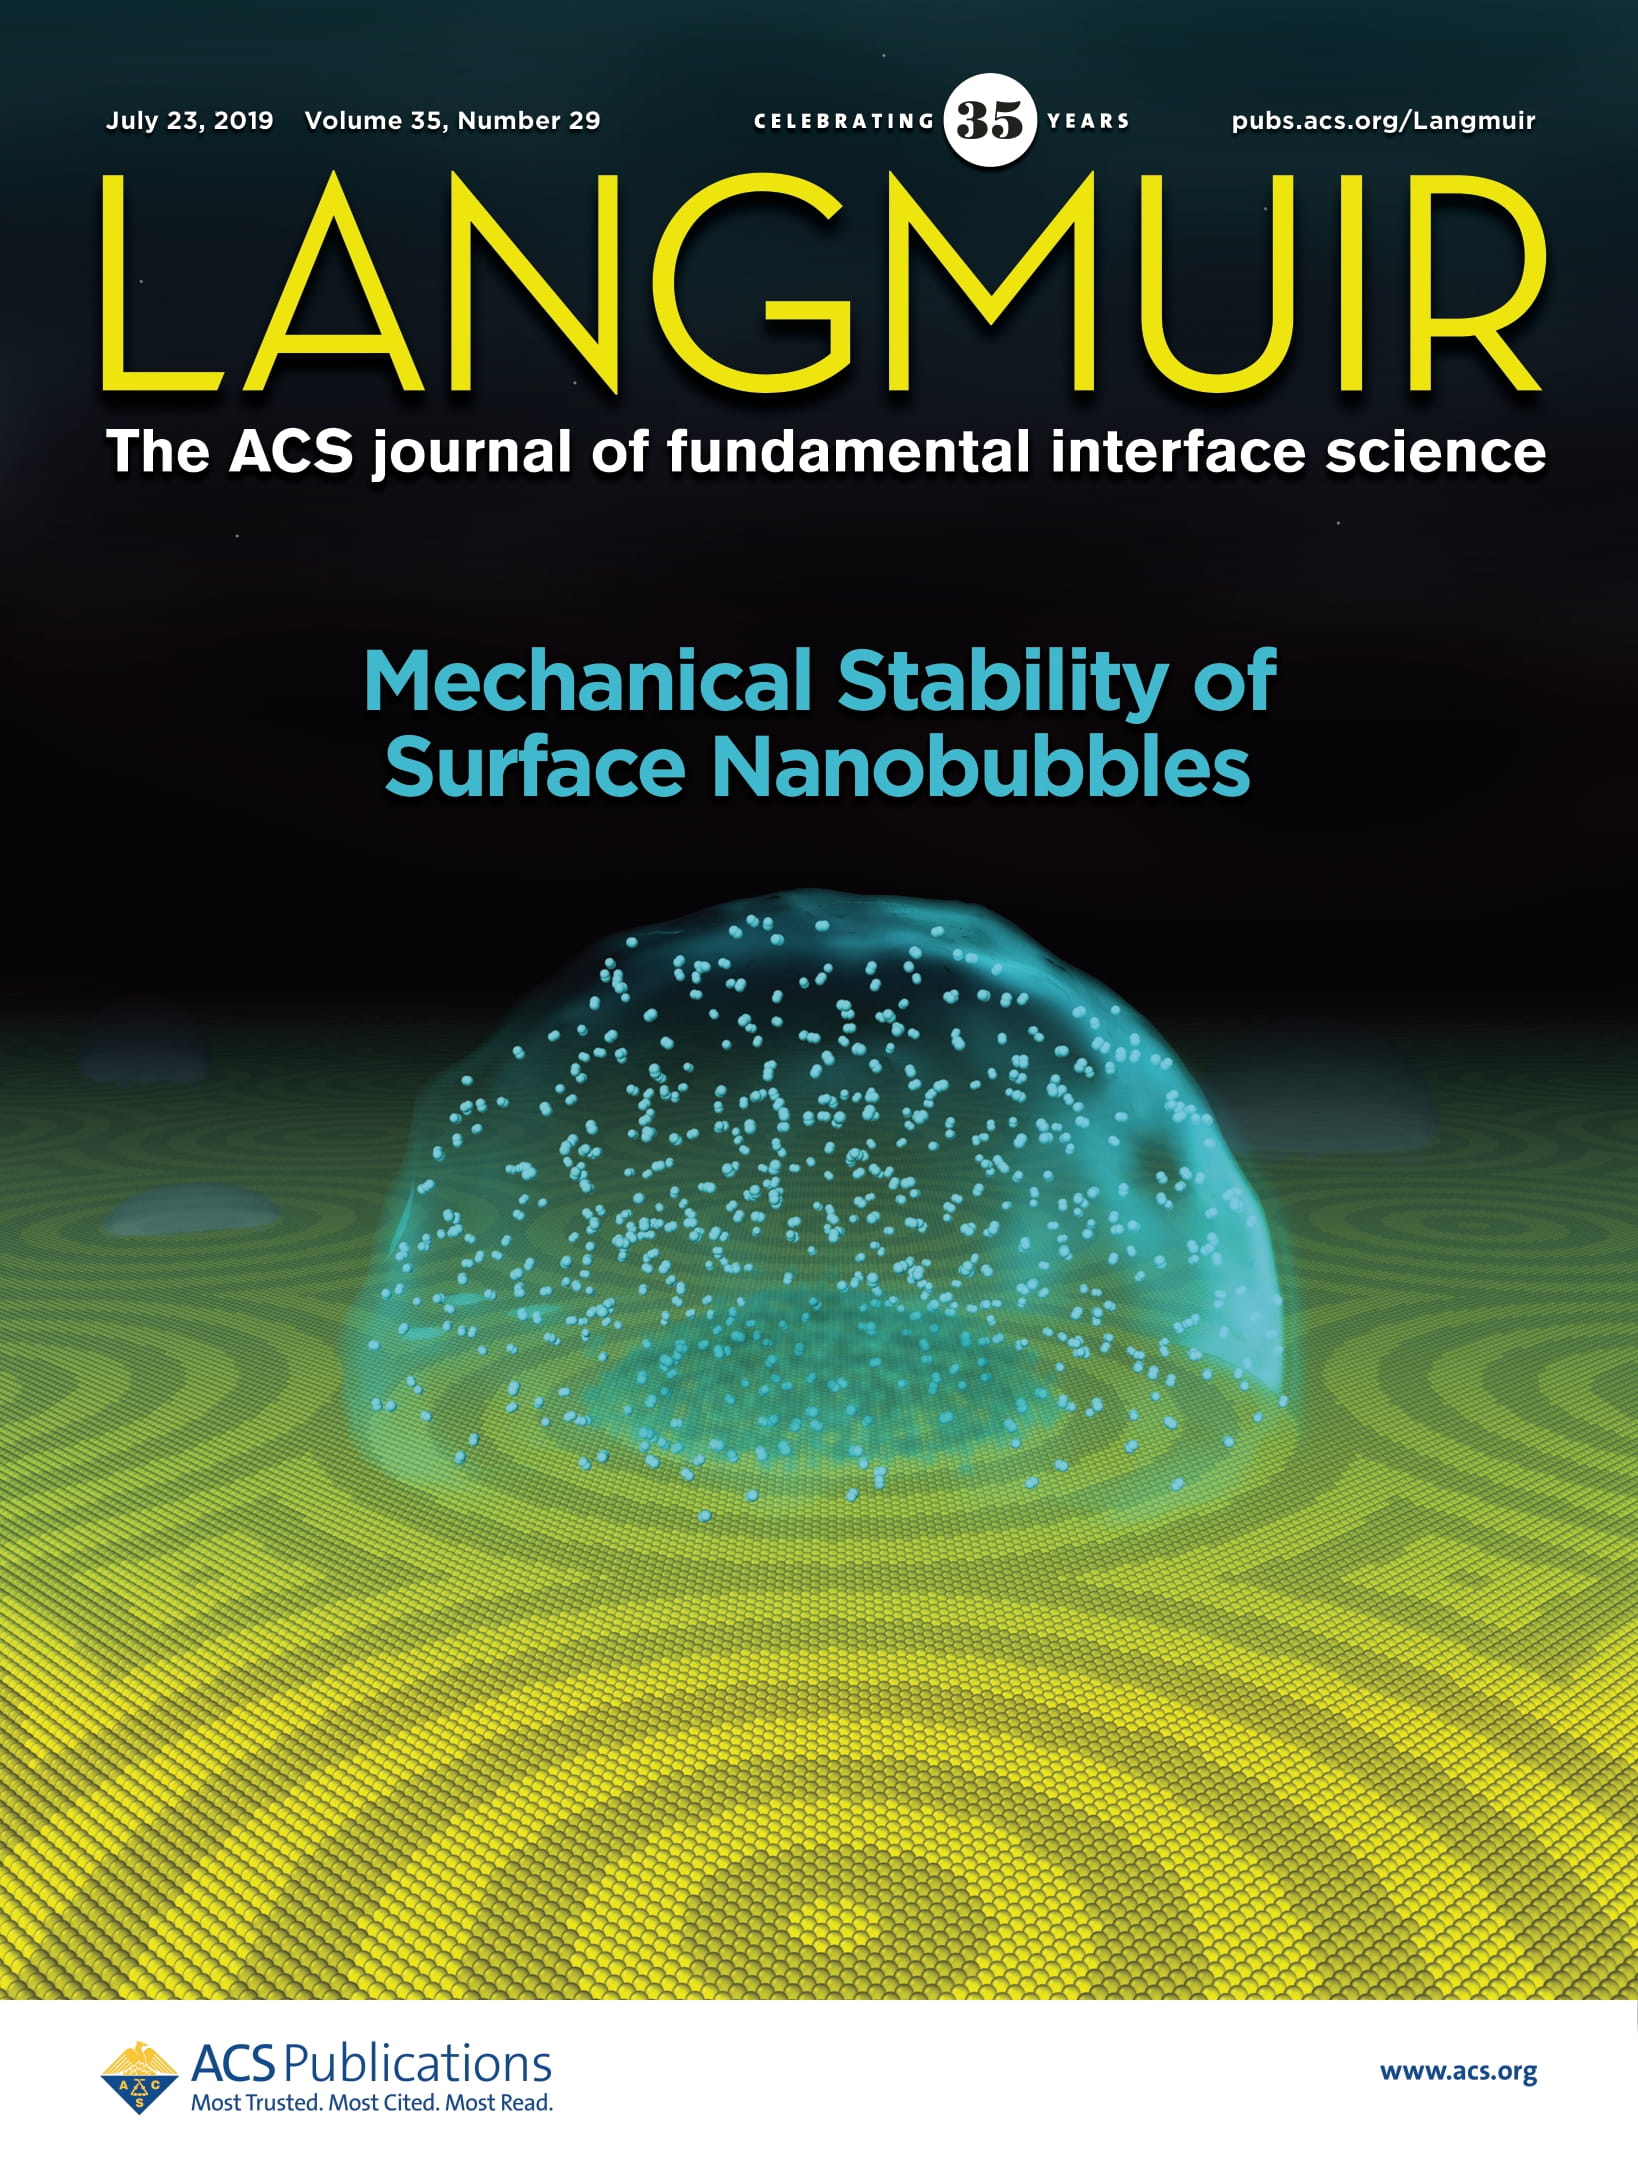 July 23, 2019 Volume 35, Number 29 CELEBRATING 35 YEARS pubs.acs.org/Langmuir
LANGMUIR
The ACS journal of fundamental interface science
Mechanical Stability of
Surface Nanobubbles
A C S
ACS Publications
Most Trusted. Most Cited. Most Read.
www.acs.org